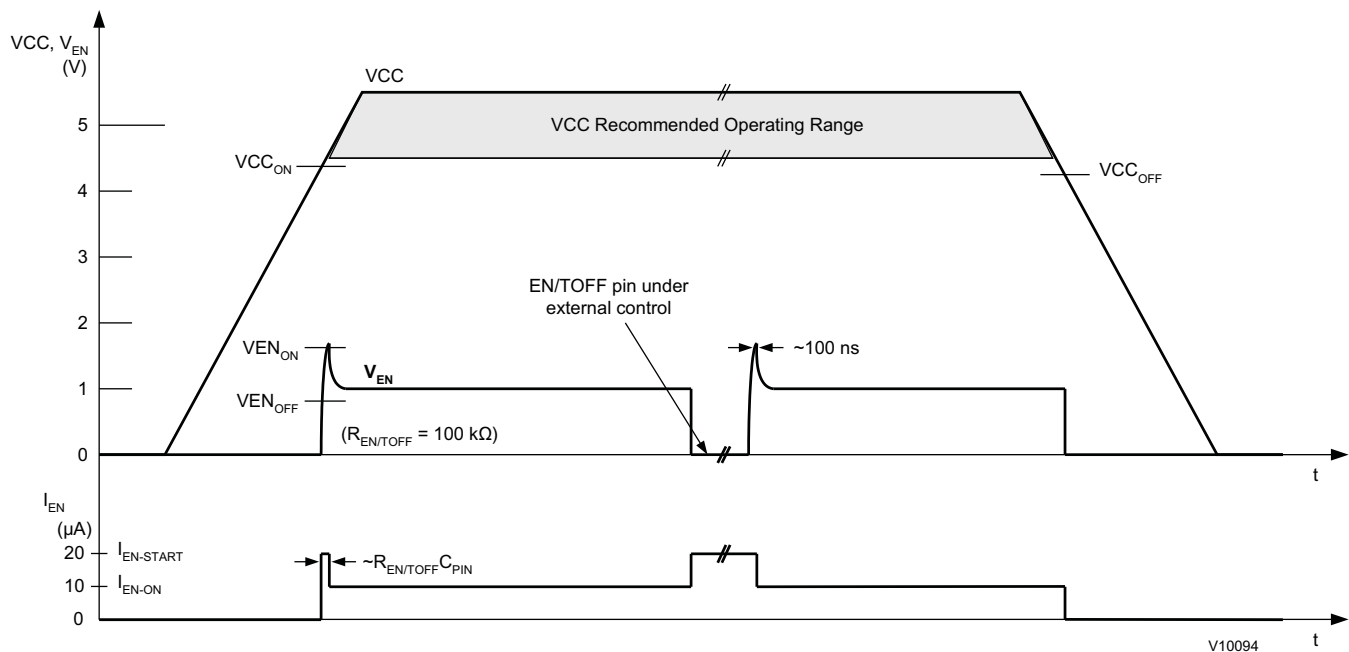 VCC, V_EN
(V)
VCC
5
VCC Recommended Operating Range
VCC_ON
VCC_OFF
4
3
EN/TOFF pin under
external control
2
VEN_ON
~100 ns
V_EN
1
VEN_OFF
(R_EN/TOFF = 100 kΩ)
0
t
I_EN
(µA)
20
I_EN-START
~R_EN/TOFFC_PIN
10
I_EN-ON
0
t
V10094